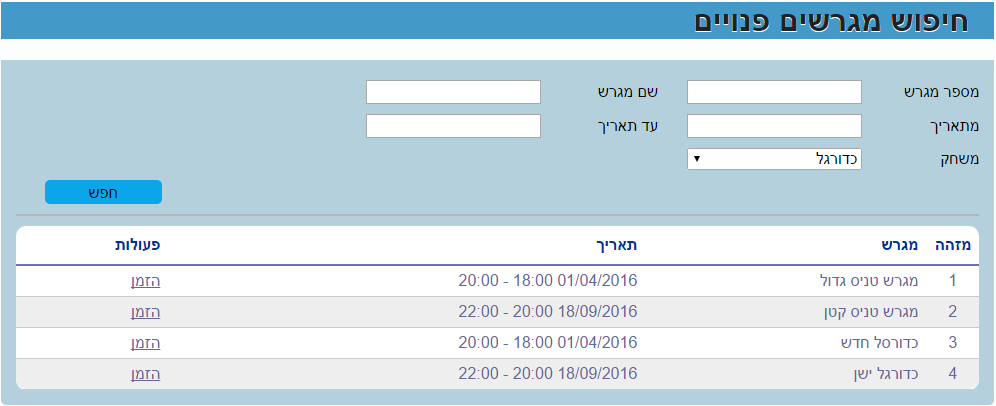 חיפוש מגרשים פנויים
מספר מגרש שם מגרש
מתאריך עד תאריך
משחק כדורגל
חפש
מזהה מגרש תאריך פעולות
1 מגרש טניס גדול 01/04/2016 18:00 - 20:00 הזמן
2 מגרש טניס קטן 18/09/2016 20:00 - 22:00 הזמן
3 כדורסל חדש 01/04/2016 18:00 - 20:00 הזמן
4 כדורגל ישן 18/09/2016 20:00 - 22:00 הזמן